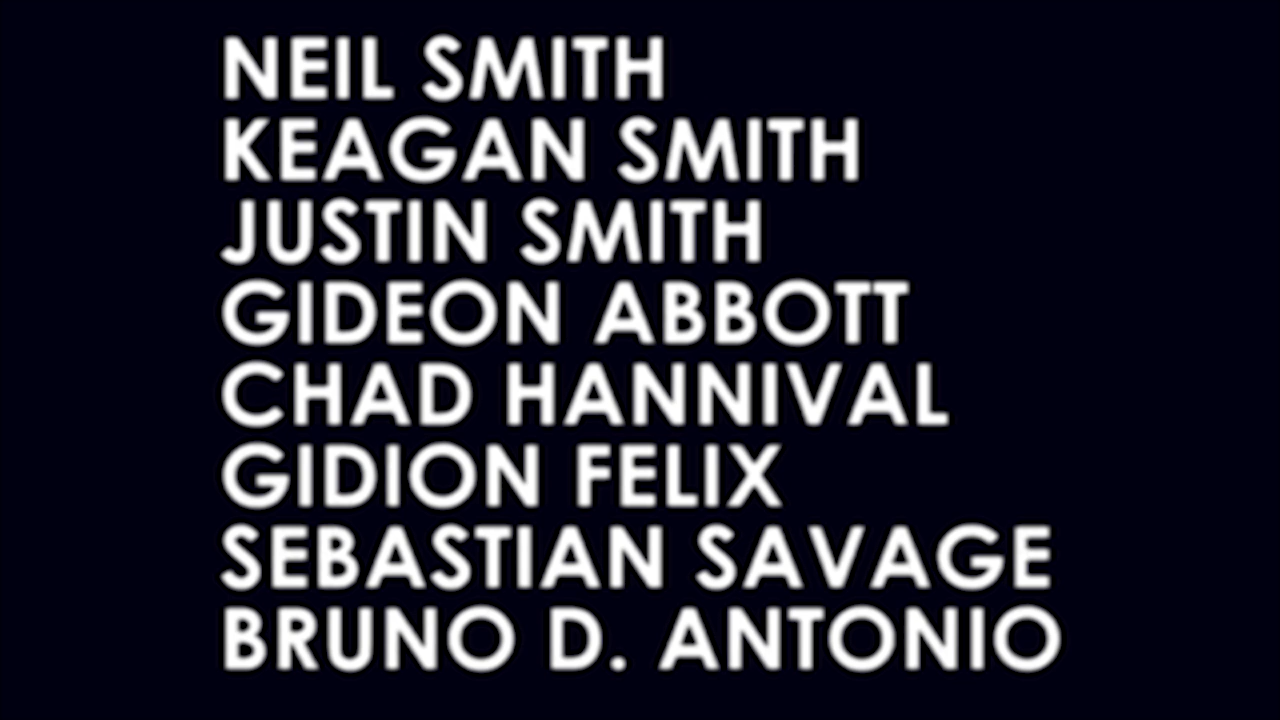 NEIL SMITH
KEAGAN SMITH
JUSTIN SMITH
GIDEON ABBOTT
CHAD HANNIVAL
GIDION FELIX
SEBASTIAN SAVAGE
BRUNO D. ANTONIO